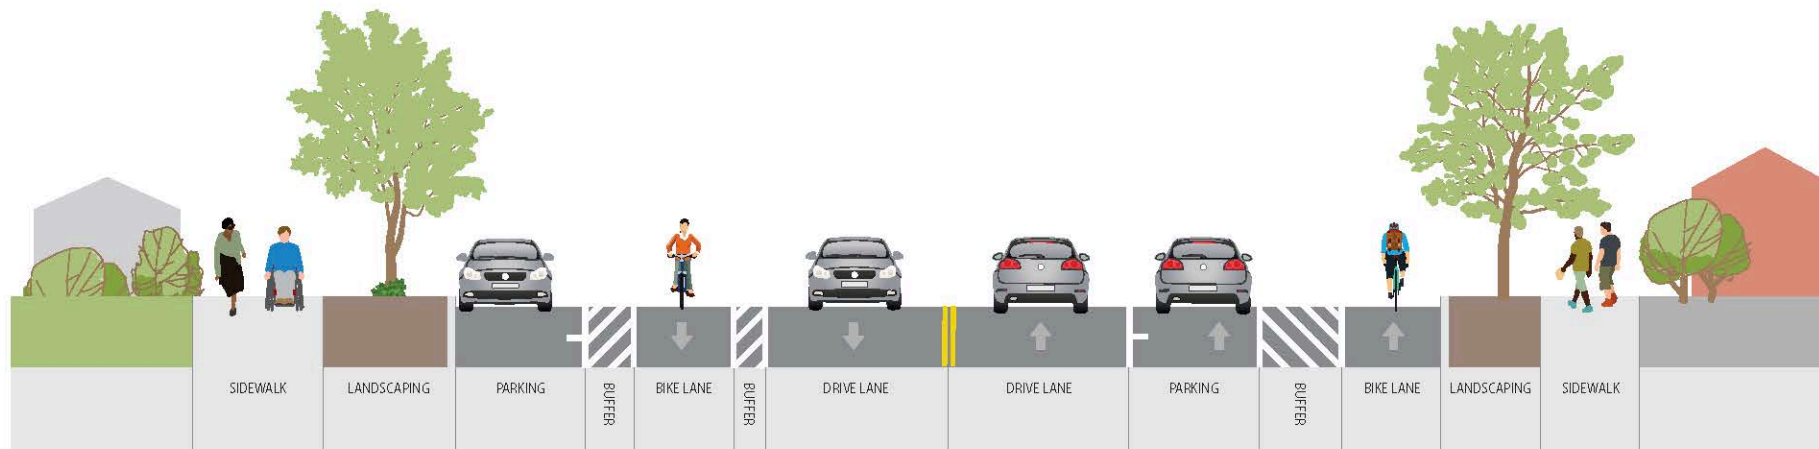 SIDEWALK
LANDSCAPING
PARKING
BUFFER
BIKE LANE
BUFFER
DRIVE LANE
DRIVE LANE
PARKING
BUFFER
BIKE LANE
LANDSCAPING
SIDEWALK